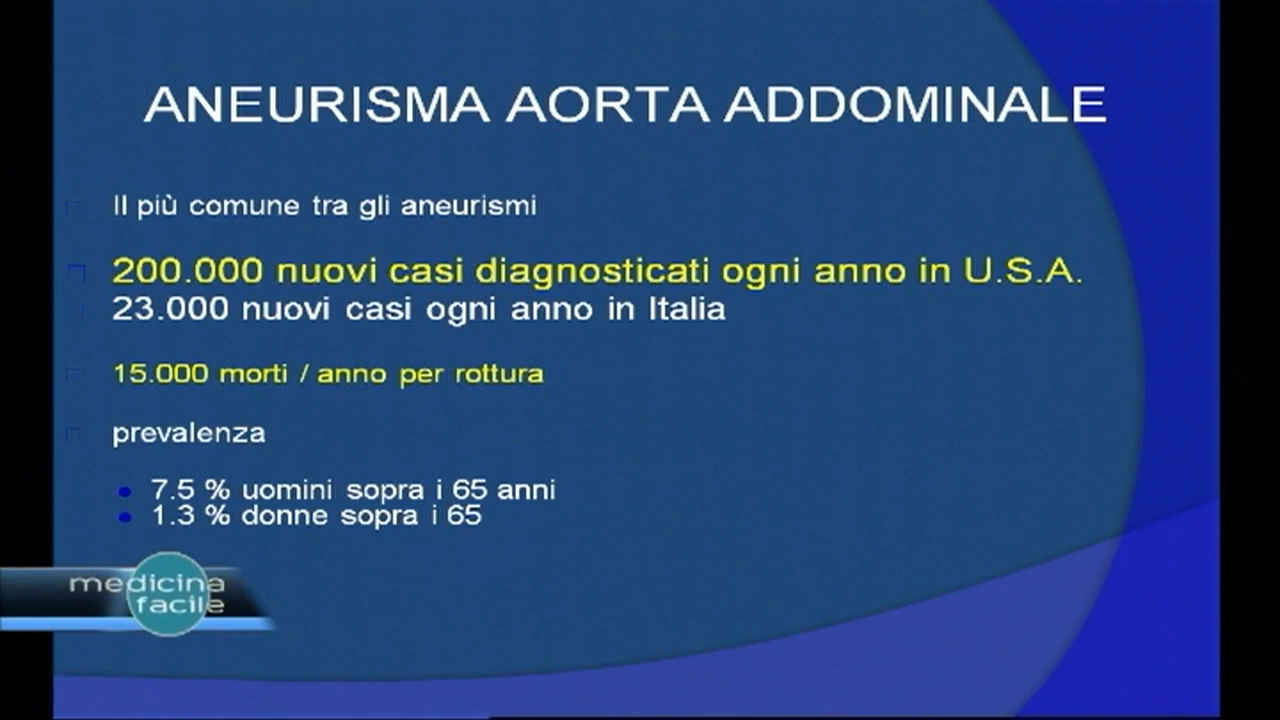 ANEURISMA AORTA ADDOMINALE
Il più comune tra gli aneurismi
200.000 nuovi casi diagnosticati ogni anno in U.S.A.
23.000 nuovi casi ogni anno in Italia
15.000 morti / anno per rottura
prevalenza
7.5 % uomini sopra i 65 anni
1.3 % donne sopra i 65
medicina
facile